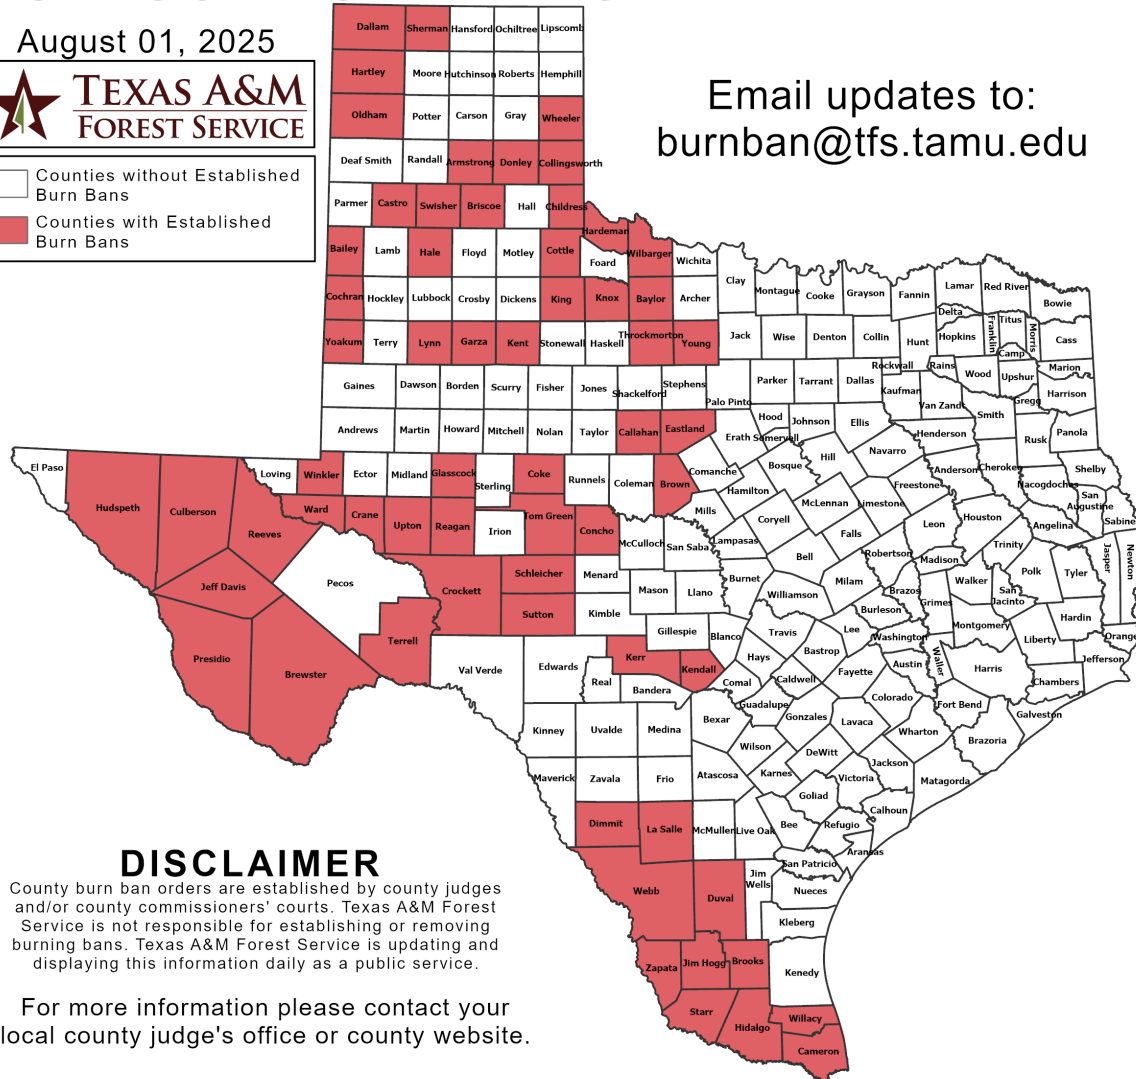 August 01, 2025
TEXAS A&M
FOREST SERVICE
Counties without Established
Burn Bans
Counties with Established
Burn Bans
Email updates to:
burnban@tfs.tamu.edu
Dallam Sherman Hansford Ochiltree Lipscomb
Hartley Moore Hutchinson Roberts Hemphill
Oldham Potter Carson Gray Wheeler
Deaf Smith Randall Armstrong Donley Collingsworth
Parmer Castro Swisher Briscoe Hall Childress
Hardeman
Bailey Lamb Hale Floyd Motley Cottle Foard Wilbarger Wichita
Clay Montague Cooke Grayson Fannin Lamar Red River Bowie
Cochran Hockley Lubbock Crosby Dickens King Knox Baylor Archer
Delta Franklin Titus Morris Cass
Yoakum Terry Lynn Garza Kent Stonewall Haskell Throckmorton Young Jack Wise Denton Collin Hunt Hopkins
Camp
Rockwall Rains Wood Upshur Marion
Gaines Dawson Borden Scurry Fisher Jones Shackelford Stephens Palo Pinto Parker Tarrant Dallas Kaufman Van Zandt Smith Gregg Harrison
Andrews Martin Howard Mitchell Nolan Taylor Callahan Eastland Erath Hood Somervell Johnson Ellis Henderson Rusk Panola
El Paso Hudspeth Culberson Reeves Loving Winkler Ector Midland Glasscock Sterling Coke Runnels Coleman Brown Comanche Bosque Hill Navarro Anderson Cherokee Nacogdoches Shelby
San
Augustine
Sabine
Ward Crane Upton Reagan Irion Tom Green Concho McCulloch San Saba Mills Hamilton Lampasas Coryell McLennan Limestone Freestone Leon Houston Angelina
Jeff Davis Pecos Crockett Schleicher Menard Mason Llano Burnet Bell Falls Robertson Madison Trinity Polk Tyler Jasper Newton
Sutton Kimble Williamson Milam Brazos Grimes Walker
San
Jacinto
Hardin
Presidio Brewster Terrell Val Verde Edwards Kerr Gillespie Blanco Travis Lee Burleson Washington Montgomery Liberty Orange
Real Bandera Kendall Hays Comal Caldwell Bastrop Fayette Austin Waller Harris Chambers Jefferson
Kinney Uvalde Medina Bexar Guadalupe Gonzales Lavaca Colorado Wharton Fort Bend Brazoria Galveston
Maverick Zavala Frio Atascosa Wilson Karnes DeWitt Victoria Jackson Matagorda
Dimmit La Salle McMullen Live Oak Bee Goliad Refugio Calhoun Aransas
Webb Duval
Jim
Wells
San Patricio
Nueces
Kleberg
Zapata Jim Hogg Brooks Kenedy
Starr Hidalgo Willacy
Cameron
DISCLAIMER
County burn ban orders are established by county judges
and/or county commissioners' courts. Texas A&M Forest
Service is not responsible for establishing or removing
burning bans. Texas A&M Forest Service is updating and
displaying this information daily as a public service.
For more information please contact your
local county judge's office or county website.